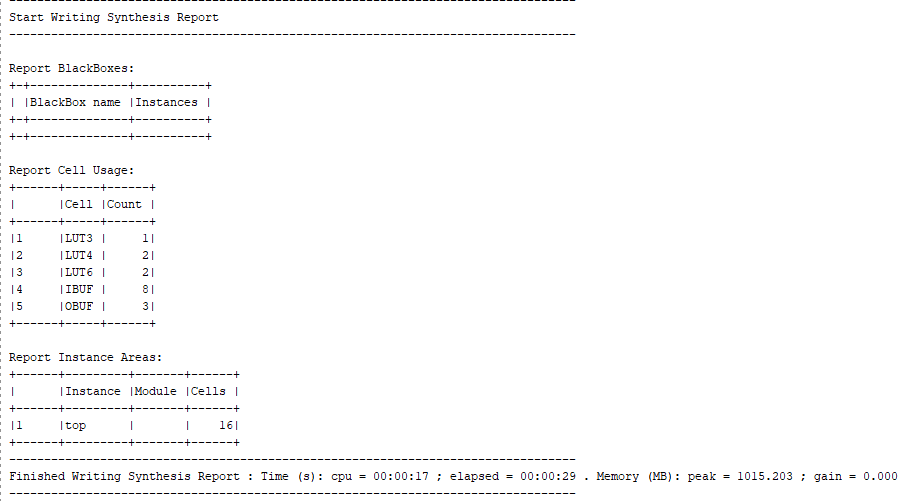 ---------------------------------------------------------------------------------
Start Writing Synthesis Report
---------------------------------------------------------------------------------

Report BlackBoxes: 
+-+--------------+----------+
| |BlackBox name |Instances |
+-+--------------+----------+
+-+--------------+----------+

Report Cell Usage: 
+------+-----+------+
|      |Cell |Count |
+------+-----+------+
|1     |LUT3 |     1|
|2     |LUT4 |     2|
|3     |LUT6 |     2|
|4     |IBUF |     8|
|5     |OBUF |     3|
+------+-----+------+

Report Instance Areas: 
+------+---------+-------+------+
|      |Instance |Module |Cells |
+------+---------+-------+------+
|1     |top      |       |    16|
+------+---------+-------+------+
---------------------------------------------------------------------------------
Finished Writing Synthesis Report : Time (s): cpu = 00:00:17 ; elapsed = 00:00:29 . Memory (MB): peak = 1015.203 ; gain = 0.000
---------------------------------------------------------------------------------